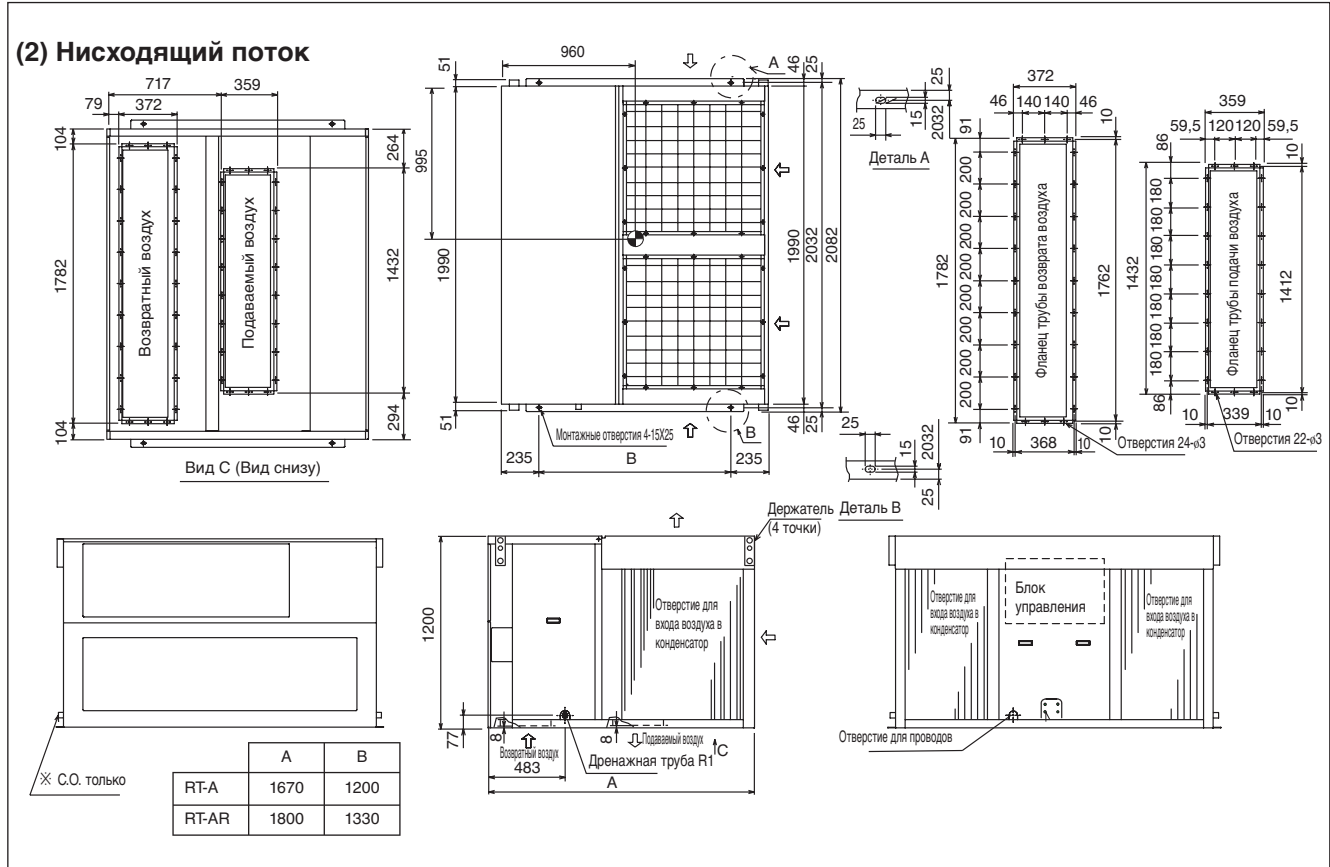 (2) Нисходящий поток
717
359
79
372
104
1782
104
264
1432
294
Возвратный воздух
Подаваемый воздух
Вид C (Вид снизу)
960
51
995
1990
51
A
46
25
1990
2032
2082
46
25
B
Монтажные отверстия 4-15X25
235
B
235
25
15
2032
25
Деталь A
25
15
2032
25
Деталь B
372
46
140
140
46
10
91
200
200
200
200
200
200
200
200
91
1782
1762
Фланец трубы возврата воздуха
10
368
10
10
Отверстия 24-ø3
359
59,5
120
120
59,5
10
86
180
180
180
180
180
180
180
86
1432
1412
Фланец трубы подачи воздуха
10
339
10
10
Отверстия 22-ø3
※ C.O. только
A
B
RT-A
1670
1200
RT-AR
1800
1330
Держатель
(4 точки)
1200
77
8
8
Отверстие для
входа воздуха в
конденсатор
Возвратный воздух
Подаваемый воздух
C
483
Дренажная труба R1
A
Отверстие для
входа воздуха в
конденсатор
Блок
управления
Отверстие для
входа воздуха в
конденсатор
Отверстие для проводов